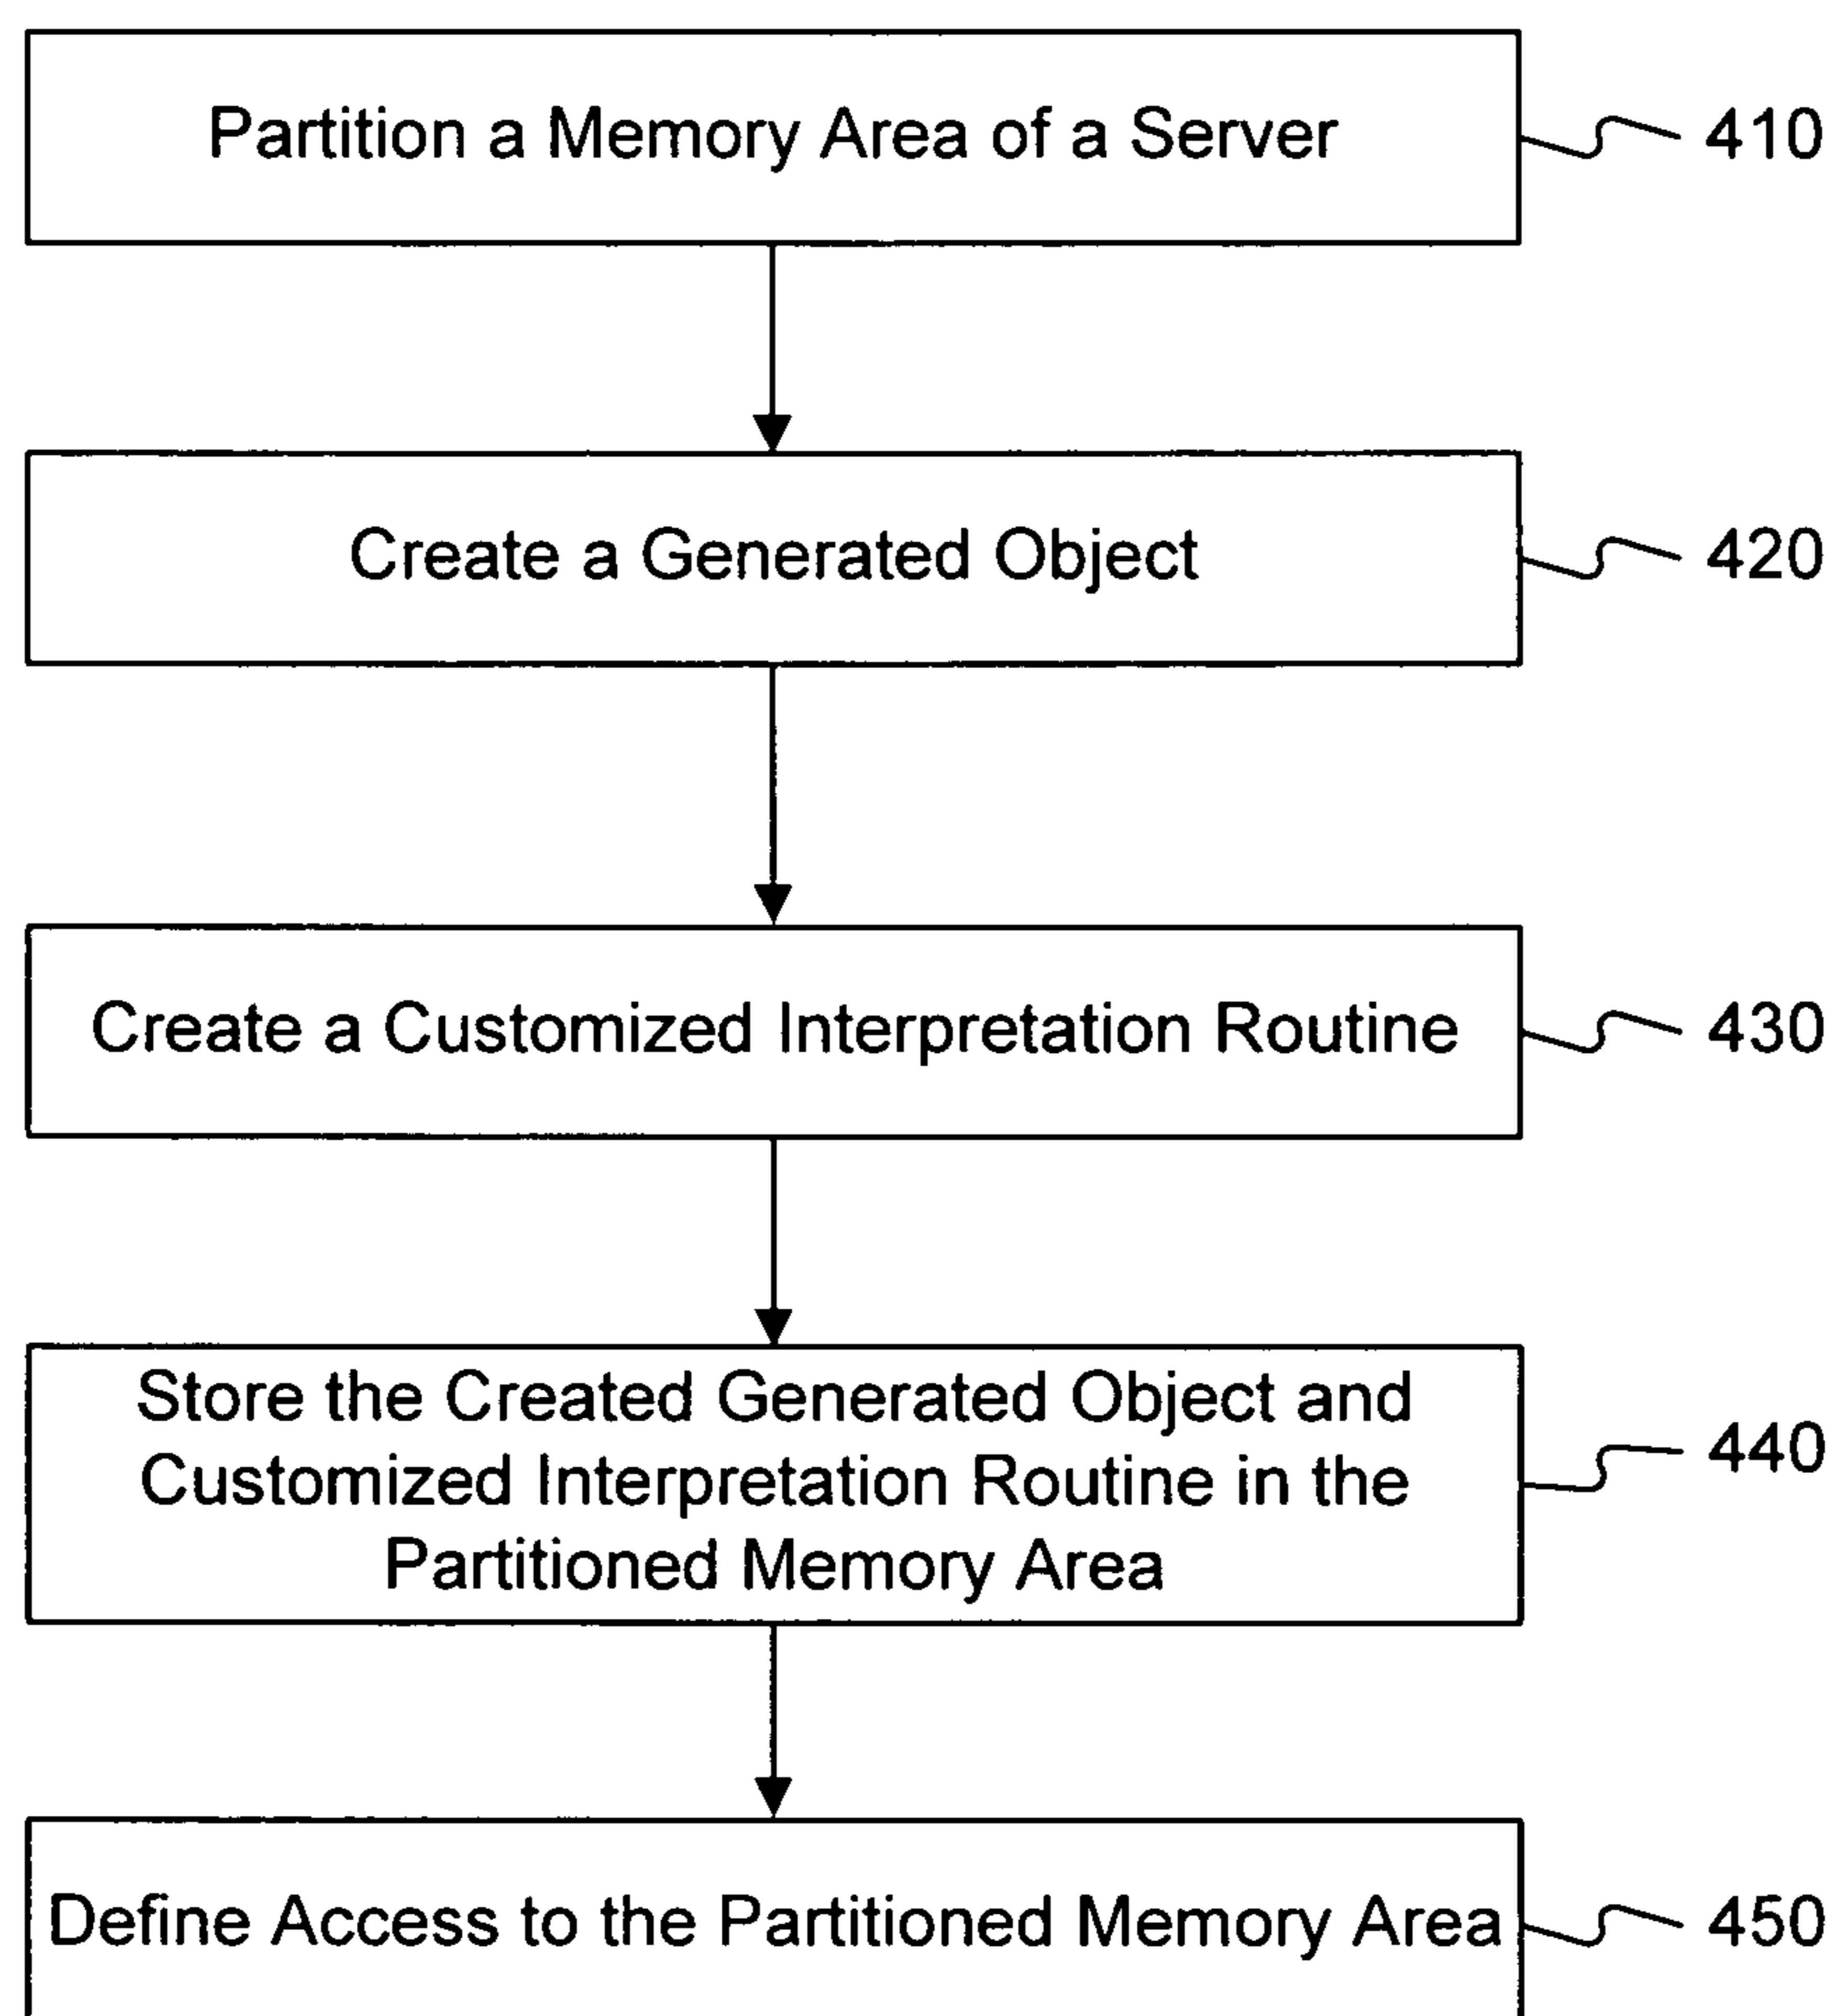 Partition a Memory Area of a Server
410
Create a Generated Object
420
Create a Customized Interpretation Routine
430
Store the Created Generated Object and
Customized Interpretation Routine in the
Partitioned Memory Area
440
Define Access to the Partitioned Memory Area
450